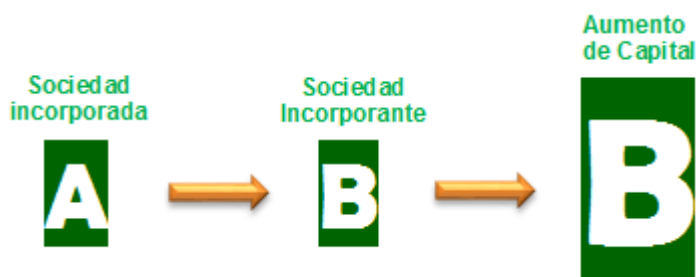 Sociedad
incorporada
A
Sociedad
Incorporante
B
Aumento
de Capital
B